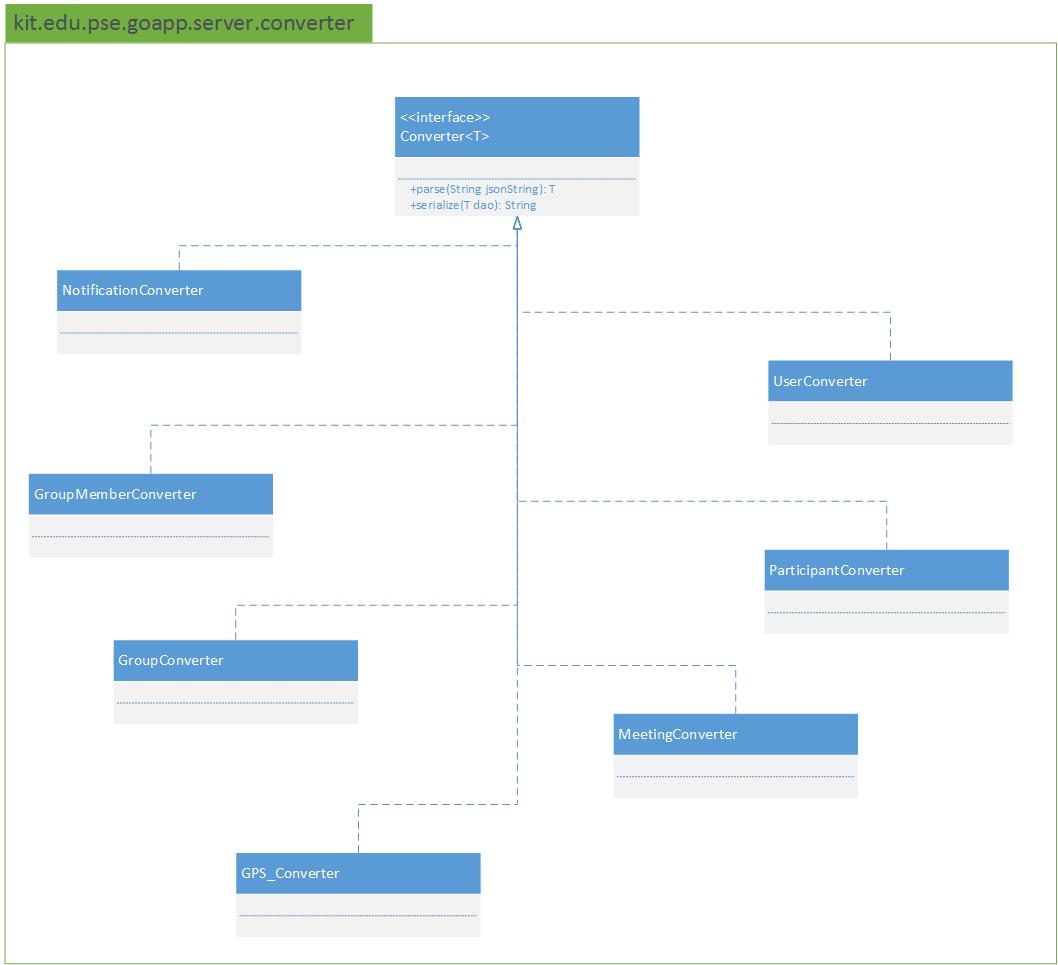 kit.edu.pse.goapp.server.converter
<<interface>>
Converter<T>
+parse(String jsonString): T
+serialize(T dao): String
NotificationConverter
UserConverter
GroupMemberConverter
ParticipantConverter
GroupConverter
MeetingConverter
GPS_Converter